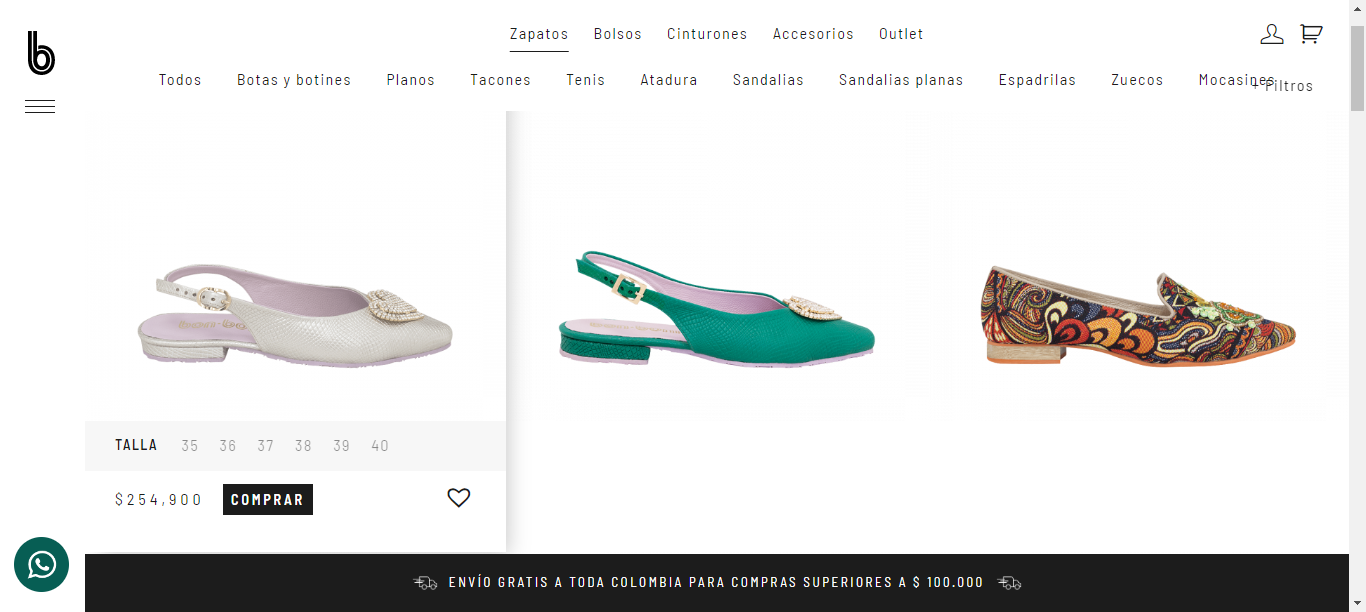 b
Zapatos Bolsos Cinturones Accesorios Outlet
Todos Botas y botines Planos Tacones Tenis Atadura Sandalias Sandalias planas Espadrilas Zuecos Mocasines
+ Filtros
TALLA 35 36 37 38 39 40
$254,900 COMPRAR
ENVÍO GRATIS A TODA COLOMBIA PARA COMPRAS SUPERIORES A $ 100.000